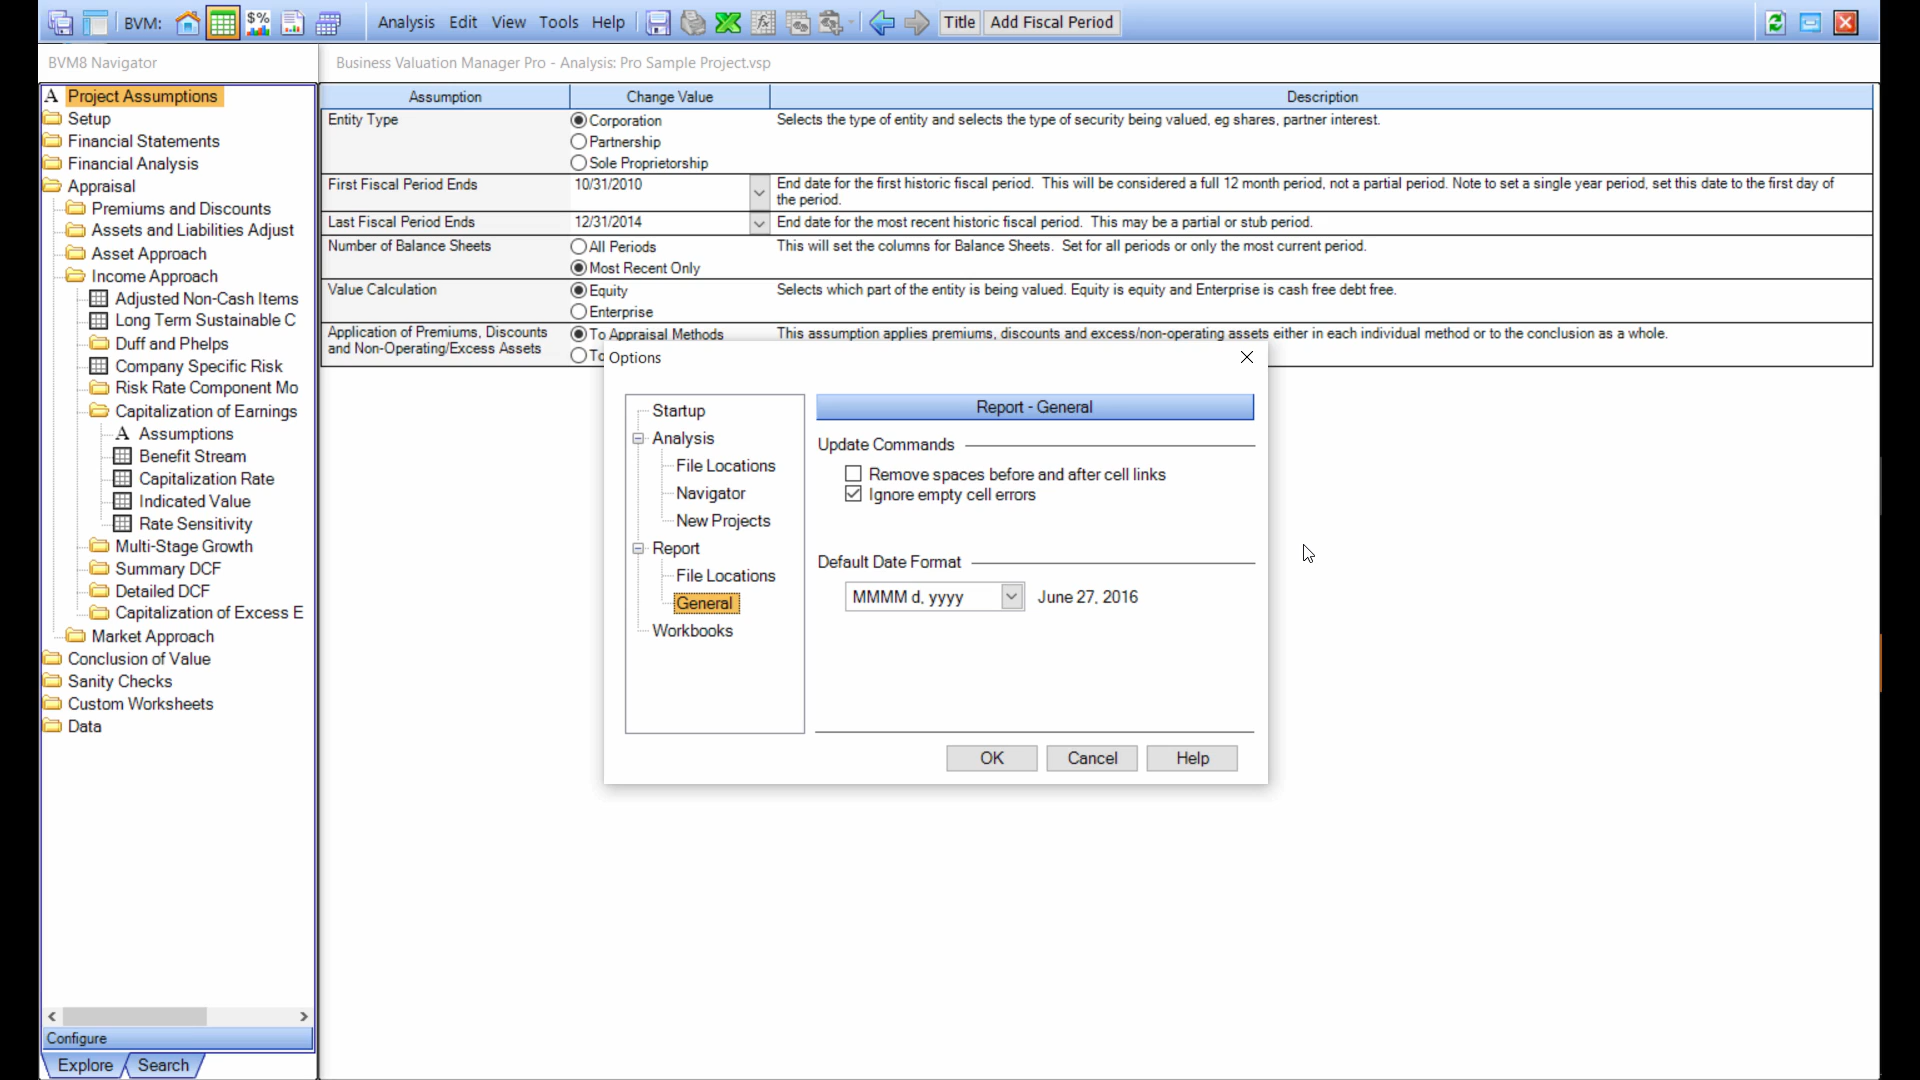 BVM: $% Analysis Edit View Tools Help fx Title Add Fiscal Period
BVM8 Navigator
Business Valuation Manager Pro - Analysis: Pro Sample Project.vsp
A Project Assumptions
Setup
Financial Statements
Financial Analysis
Appraisal
Premiums and Discounts
Assets and Liabilities Adjust
Asset Approach
Income Approach
Adjusted Non-Cash Items
Long Term Sustainable C
Duff and Phelps
Company Specific Risk
Risk Rate Component Mo
Capitalization of Earnings
A Assumptions
Benefit Stream
Capitalization Rate
Indicated Value
Rate Sensitivity
Multi-Stage Growth
Summary DCF
Detailed DCF
Capitalization of Excess E
Market Approach
Conclusion of Value
Sanity Checks
Custom Worksheets
Data
Configure
Explore Search
Assumption Change Value Description
Entity Type Corporation Selects the type of entity and selects the type of security being valued, eg shares, partner interest.
Partnership
Sole Proprietorship
First Fiscal Period Ends 10/31/2010 End date for the first historic fiscal period. This will be considered a full 12 month period, not a partial period. Note to set a single year period, set this date to the first day of
the period.
Last Fiscal Period Ends 12/31/2014 End date for the most recent historic fiscal period. This may be a partial or stub period.
Number of Balance Sheets All Periods This will set the columns for Balance Sheets. Set for all periods or only the most current period.
Most Recent Only
Value Calculation Equity Selects which part of the entity is being valued. Equity is equity and Enterprise is cash free debt free.
Enterprise
Application of Premiums, Discounts To Appraisal Methods This assumption applies premiums, discounts and excess/non-operating assets either in each individual method or to the conclusion as a whole.
and Non-Operating/Excess Assets
Options
Startup
Analysis
File Locations
Navigator
New Projects
Report
File Locations
General
Workbooks
Report - General
Update Commands
Remove spaces before and after cell links
Ignore empty cell errors
Default Date Format
MMMM d, yyyy June 27, 2016
OK Cancel Help